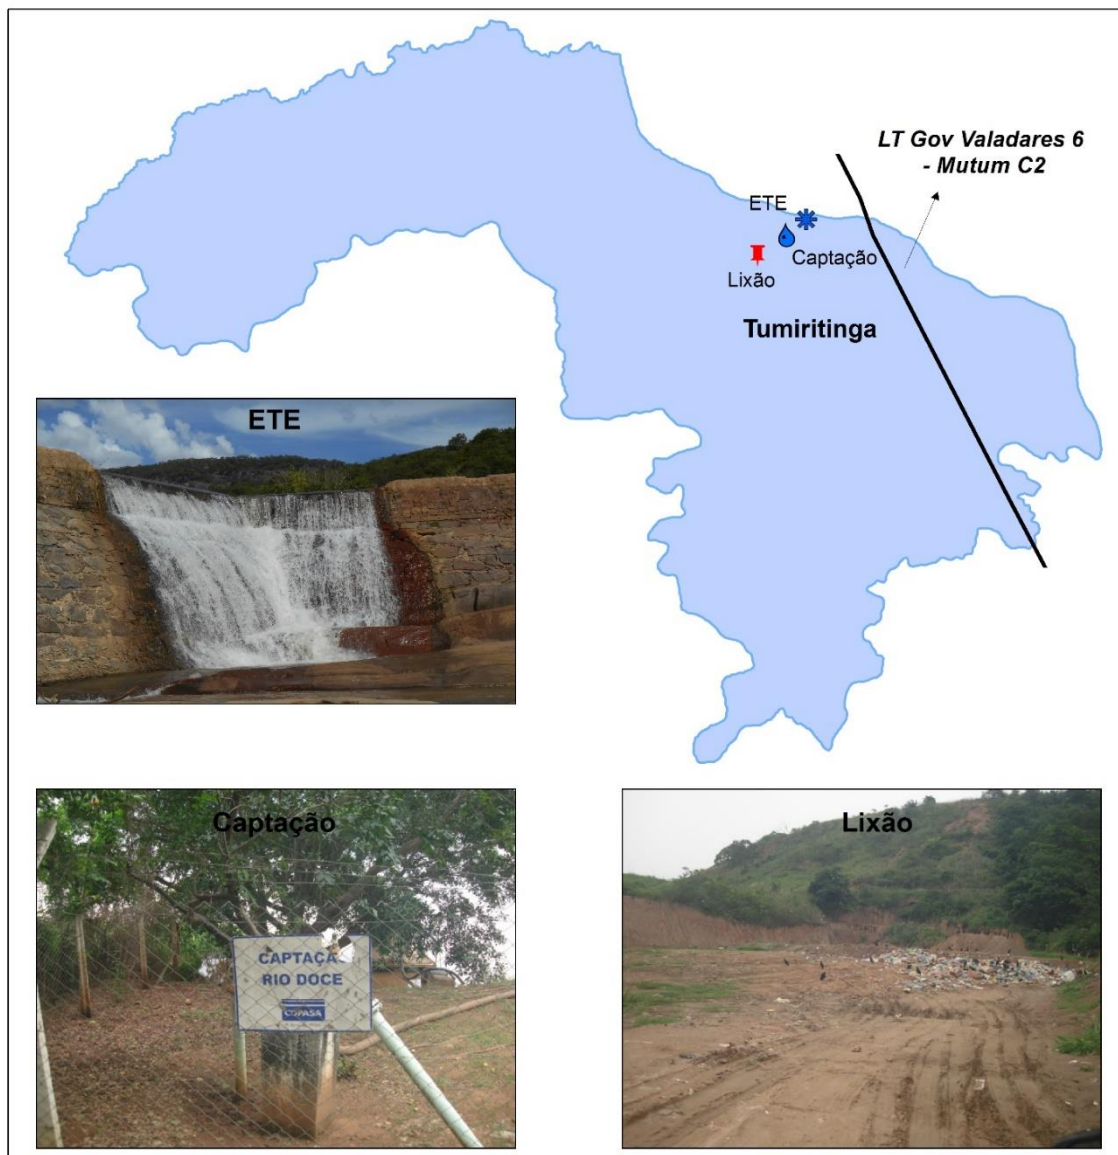 LT Gov Valadares 6
- Mutum C2
ETE
Captação
Lixão
Tumiritinga
ETE
Captação
CAPTAÇÃ
RIO DOCE
COPASA
Lixão